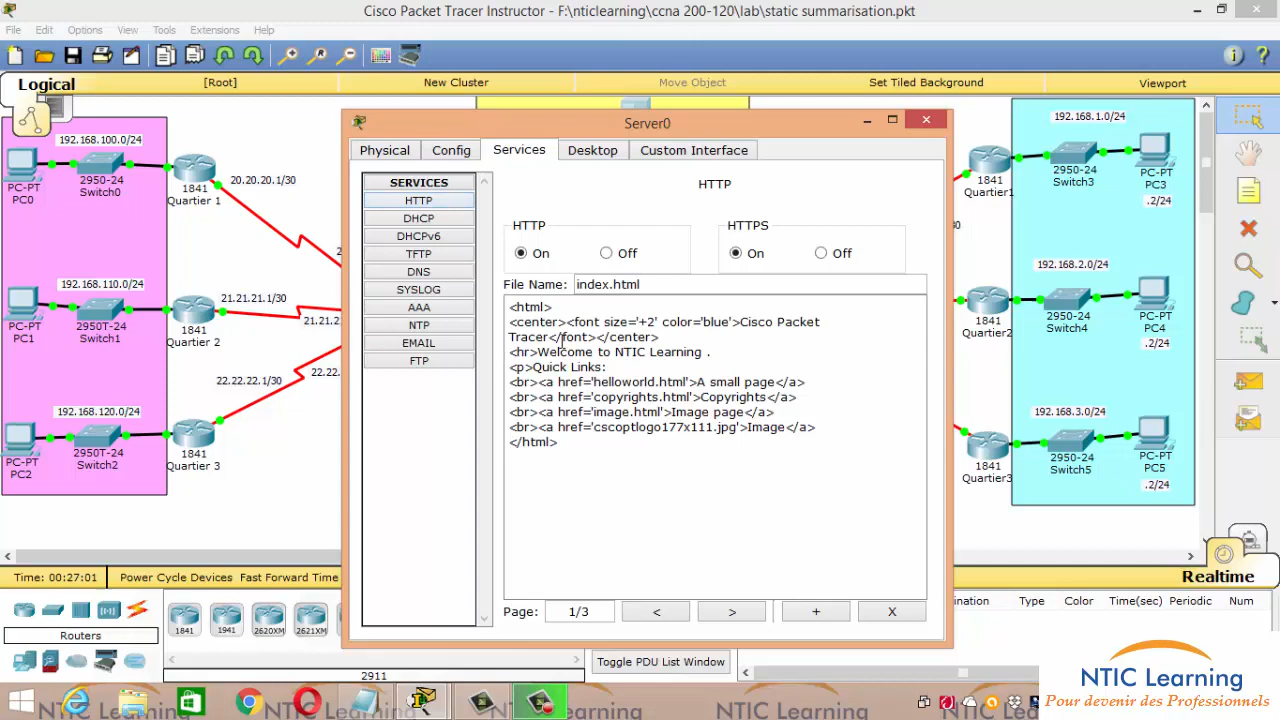 Cisco Packet Tracer Instructor - F:\nticlearning\ccna 200-120\lab\static summarisation.pkt
File Edit Options View Tools Extensions Help
Logical [Root] New Cluster Move Object Set Tiled Background Viewport
Server0
Physical Config Services Desktop Custom Interface
SERVICES
HTTP
DHCP
DHCPv6
TFTP
DNS
SYSLOG
AAA
NTP
EMAIL
FTP
HTTP
HTTP
On Off
HTTPS
On Off
File Name: index.html
<html>
<center><font size='+2' color='blue'>Cisco Packet
Tracer</font></center>
<hr>Welcome to NTIC Learning .
<p>Quick Links:
<br><a href='helloworld.html'>A small page</a>
<br><a href='copyrights.html'>Copyrights</a>
<br><a href='image.html'>Image page</a>
<br><a href='cscoptlogo177x111.jpg'>Image</a>
</html>
Page: 1/3 < > + X
192.168.100.0/24
PC-PT
PC0
2950-24
Switch0
1841
Quartier 1
20.20.20.1/30
192.168.110.0/24
PC-PT
PC1
2950T-24
Switch1
1841
Quartier 2
21.21.21.1/30
21.21.2
22.22.22.1/30
22.22.
192.168.120.0/24
PC-PT
PC2
2950T-24
Switch2
1841
Quartier 3
192.168.1.0/24
1841
Quartier1
2950-24
Switch3
PC-PT
PC3
.2/24
192.168.2.0/24
1841
Quartier2
2950-24
Switch4
PC-PT
PC4
.2/24
192.168.3.0/24
1841
Quartier3
2950-24
Switch5
PC-PT
PC5
.2/24
Time: 00:27:01 Power Cycle Devices Fast Forward Time
Realtime
1841 1941 2620XM 2621XM
Routers
2911
Toggle PDU List Window
ination Type Color Time(sec) Periodic Num
NTIC Learning
Pour devenir des Professionnels
NTIC Learning NTIC Learning NTIC Learning